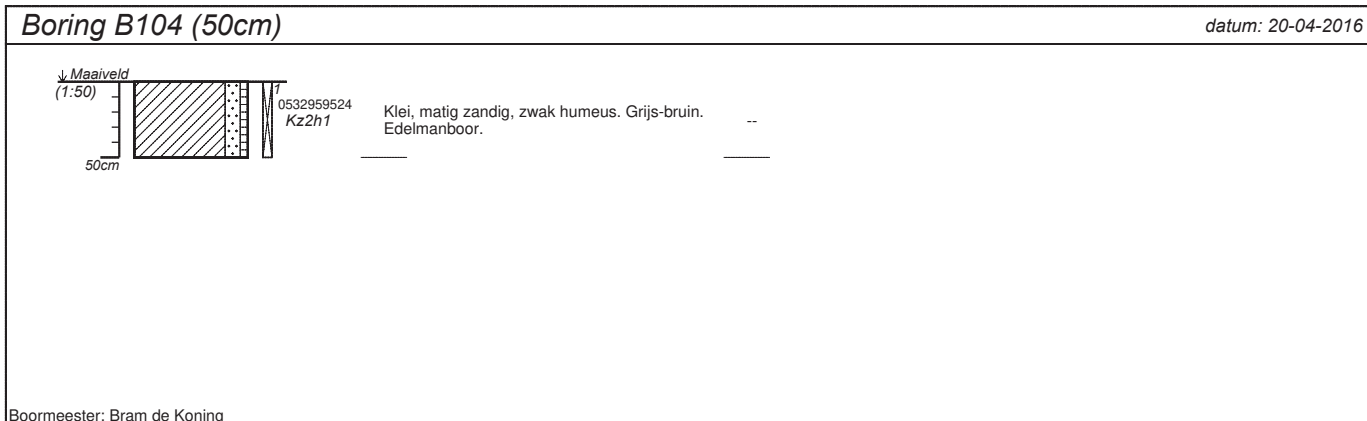 Boring B104 (50cm)
datum: 20-04-2016
Maaiveld
(1:50)
1
0532959524
Kz2h1
Klei, matig zandig, zwak humeus. Grijs-bruin.
Edelmanboor.
--
50cm
Boormeester: Bram de Koning